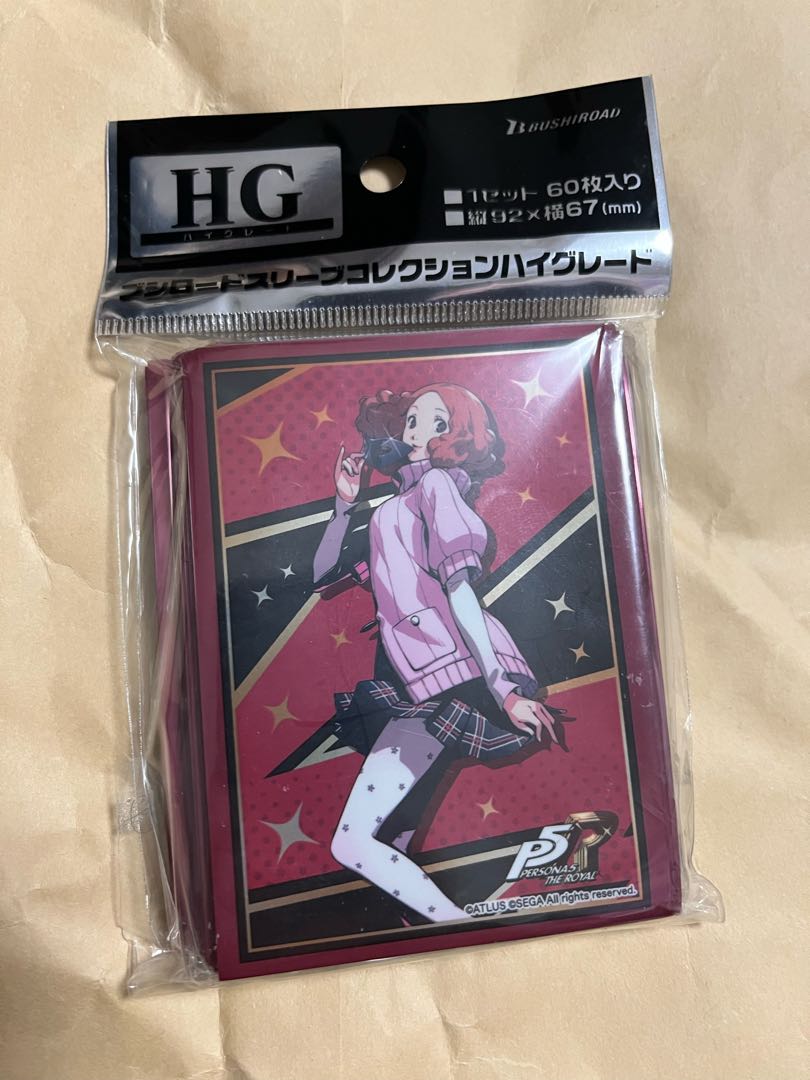 BUSHIROAD
HG
ハイグレード
■1セット 60枚入り
■縦92×横67(mm)
ブシロードスリーブコレクションハイグレード
P5R
PERSONA5
THE ROYAL
©ATLUS ©SEGA All rights reserved.